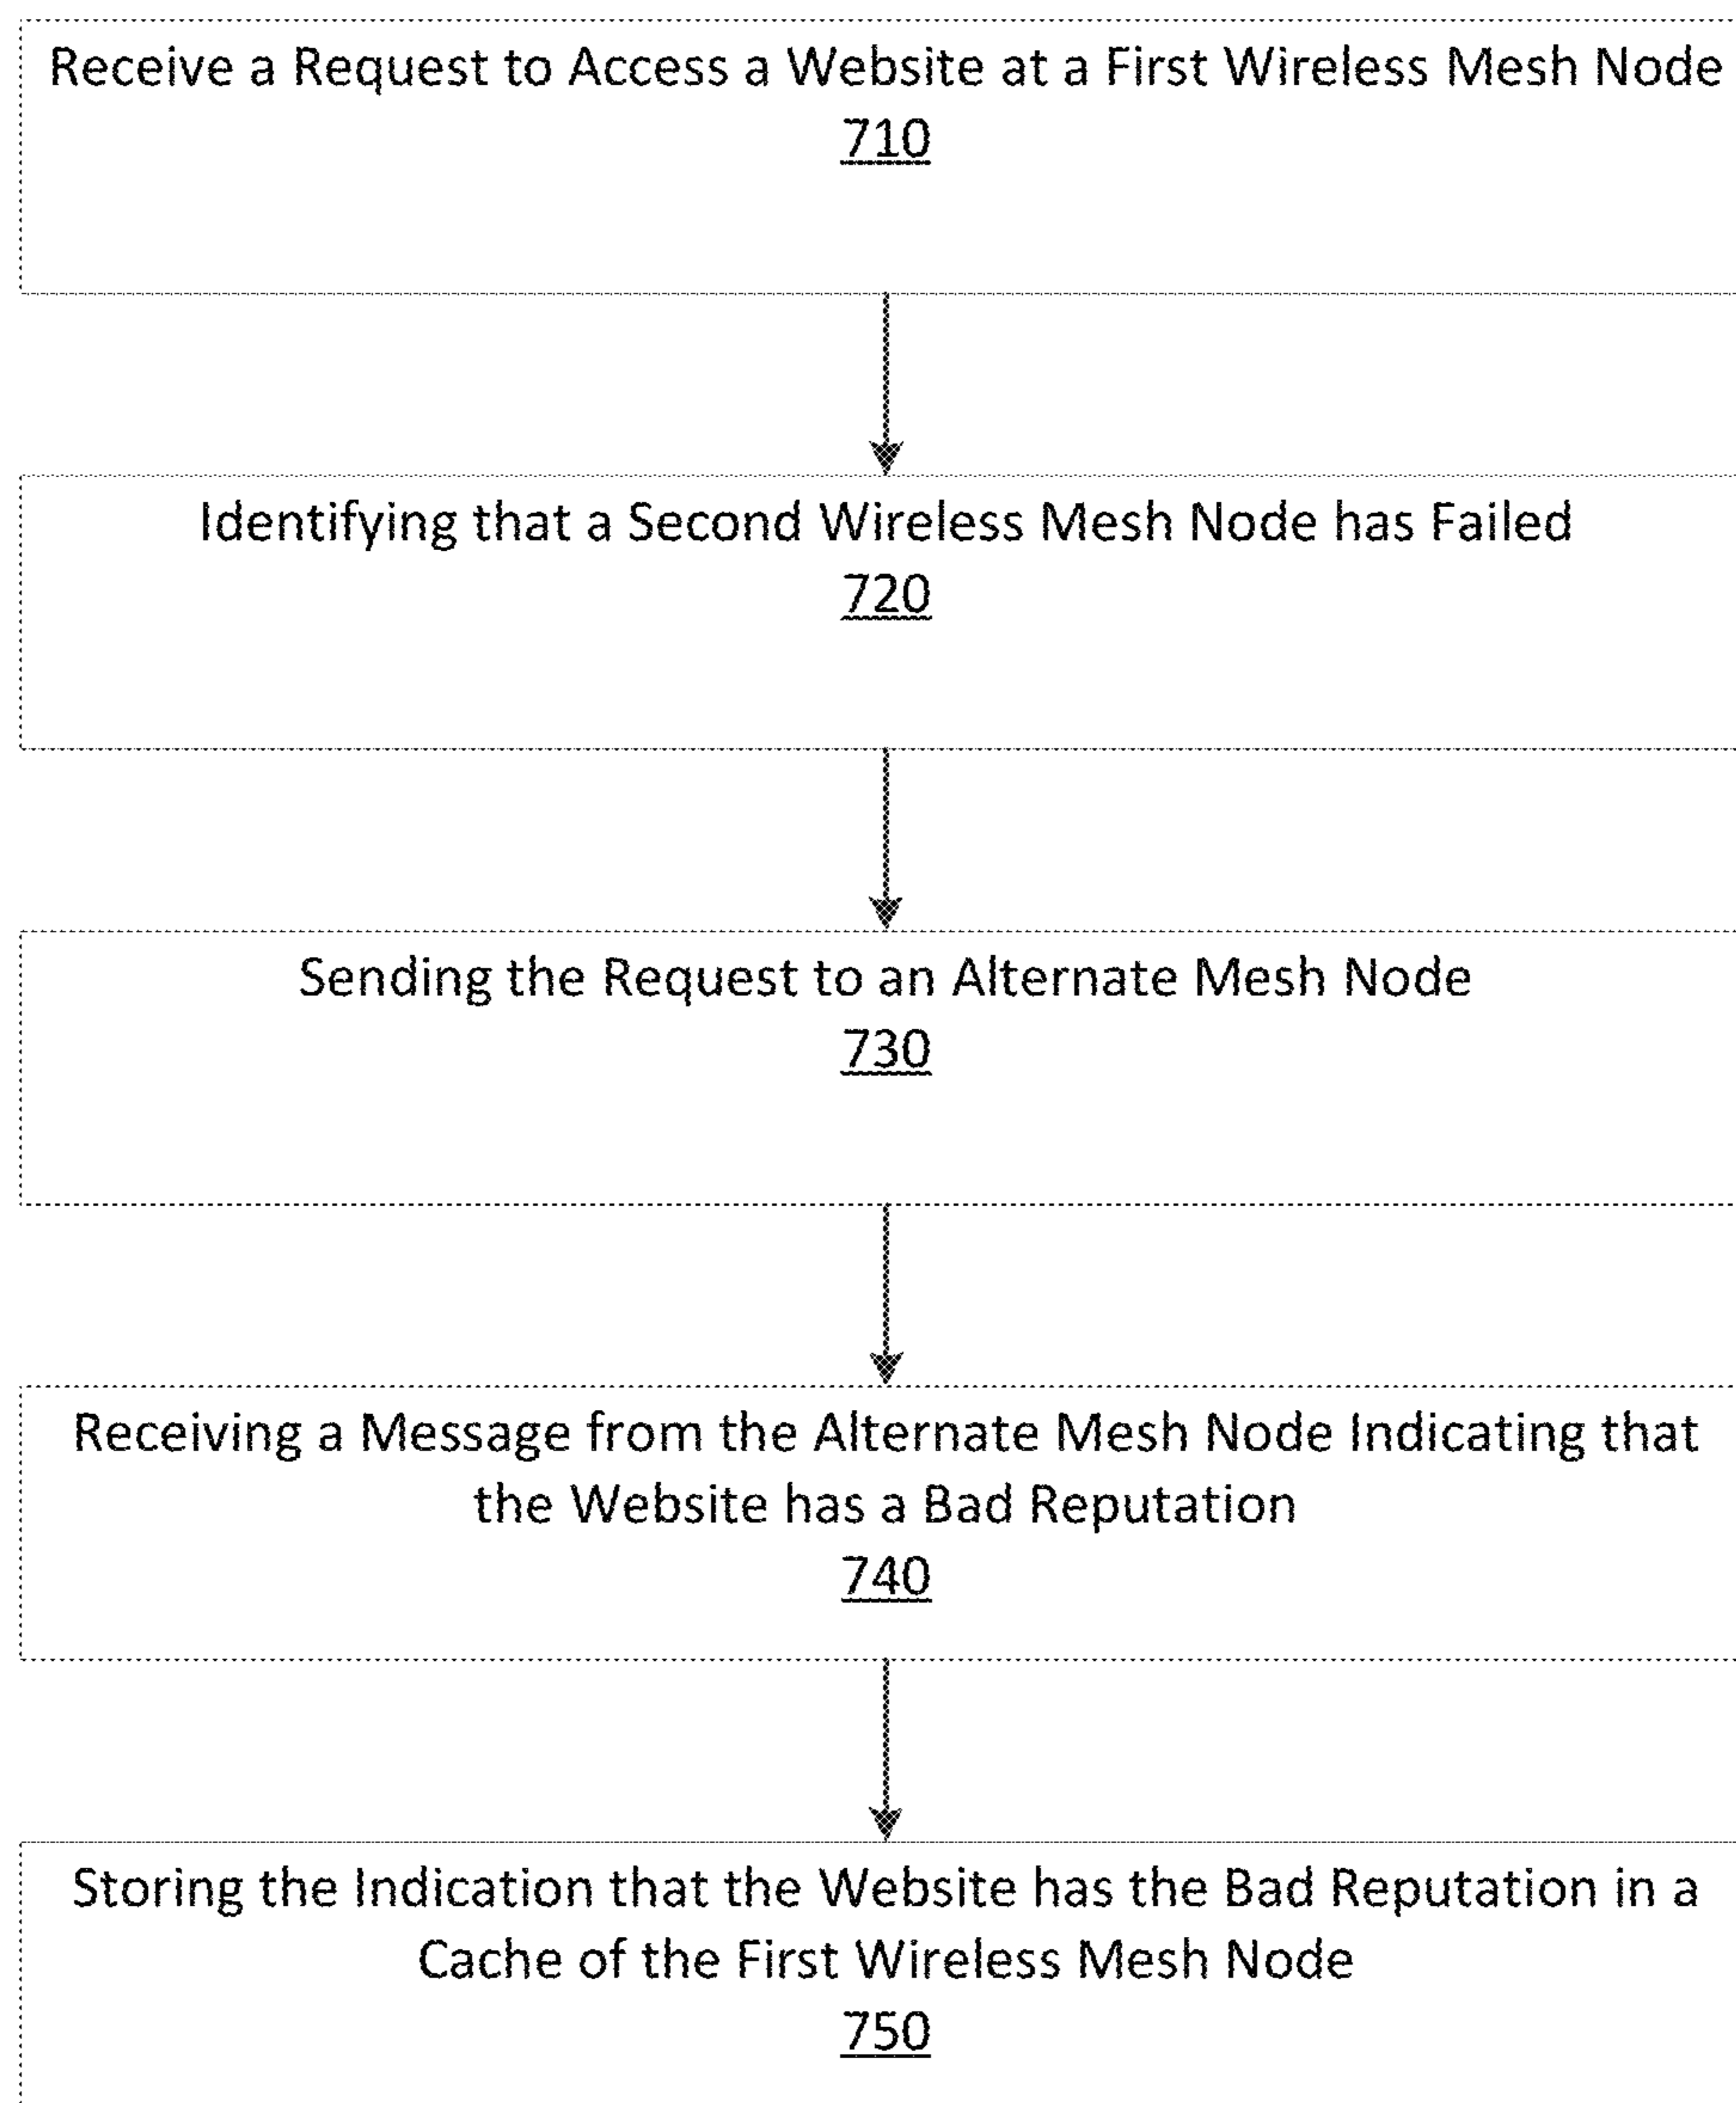 Receive a Request to Access a Website at a First Wireless Mesh Node
710
Identifying that a Second Wireless Mesh Node has Failed
720
Sending the Request to an Alternate Mesh Node
730
Receiving a Message from the Alternate Mesh Node Indicating that
the Website has a Bad Reputation
740
Storing the Indication that the Website has the Bad Reputation in a
Cache of the First Wireless Mesh Node
750